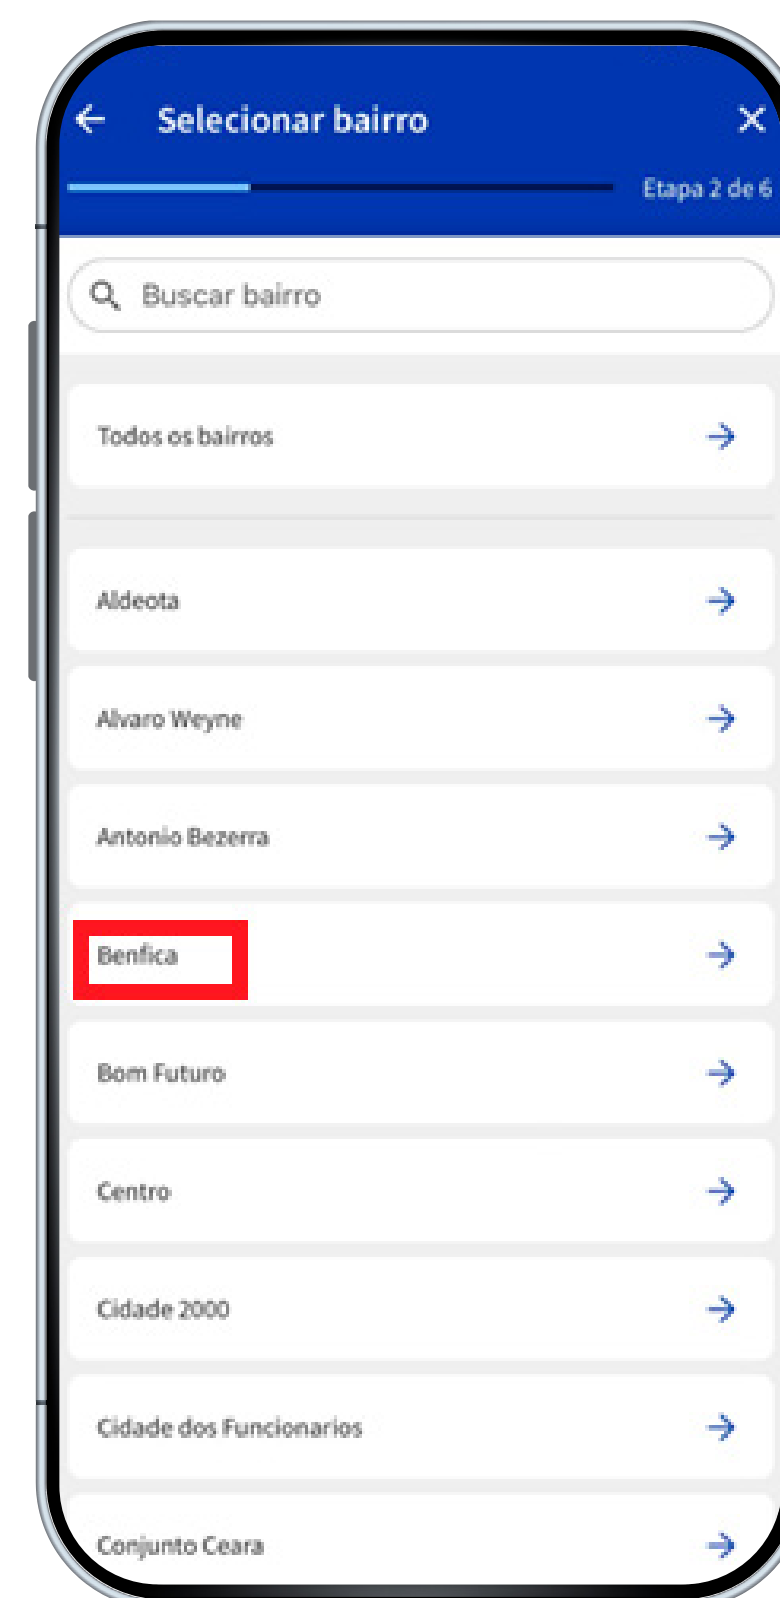 Selecionar bairro
Etapa 2 de 6
Buscar bairro
Todos os bairros
Aldeota
Alvaro Weyne
Antonio Bezerra
Benfica
Bom Futuro
Centro
Cidade 2000
Cidade dos Funcionarios
Conjunto Ceara